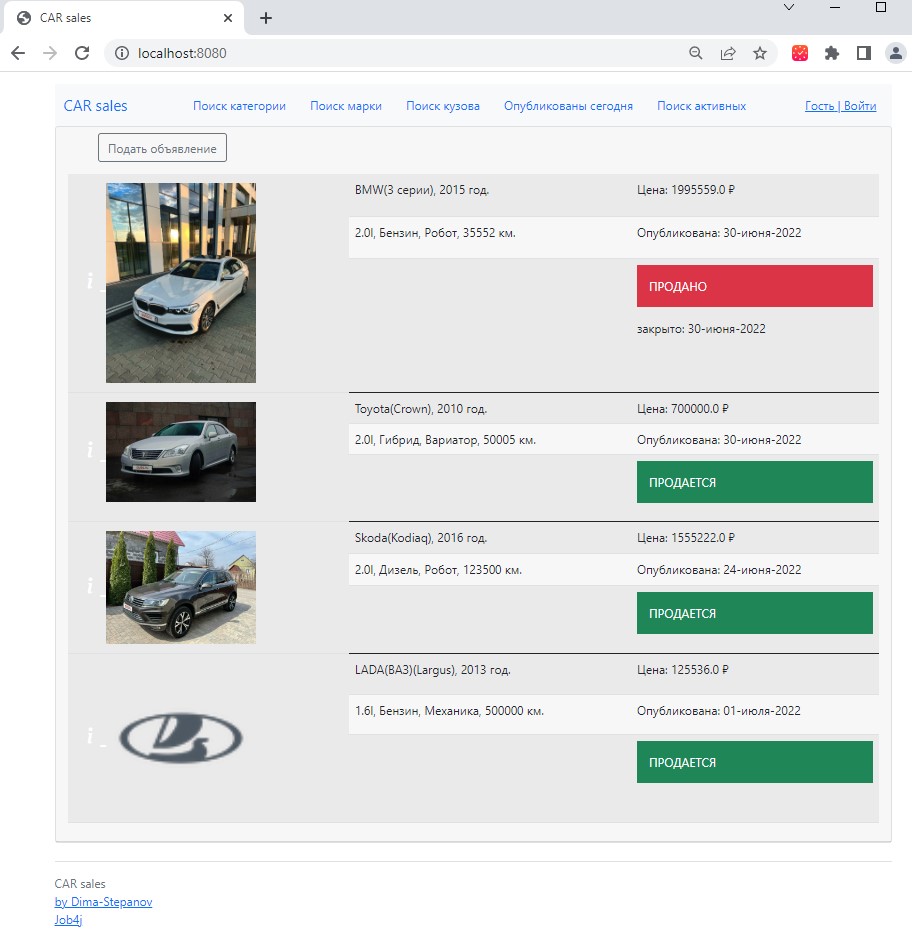 CAR sales
localhost:8080
CAR sales Поиск категории Поиск марки Поиск кузова Опубликованы сегодня Поиск активных Гость | Войти
Подать объявление
BMW(3 серии), 2015 год. Цена: 1995559.0 ₽
2.0l, Бензин, Робот, 35552 км. Опубликована: 30-июня-2022
i
ПРОДАНО
закрыто: 30-июня-2022
Toyota(Crown), 2010 год. Цена: 700000.0 ₽
2.0l, Гибрид, Вариатор, 50005 км. Опубликована: 30-июня-2022
i
ПРОДАЕТСЯ
Skoda(Kodiaq), 2016 год. Цена: 1555222.0 ₽
2.0l, Дизель, Робот, 123500 км. Опубликована: 24-июня-2022
i
ПРОДАЕТСЯ
LADA(ВАЗ)(Largus), 2013 год. Цена: 125536.0 ₽
1.6l, Бензин, Механика, 500000 км. Опубликована: 01-июля-2022
i
ПРОДАЕТСЯ
CAR sales
by Dima-Stepanov
Job4j